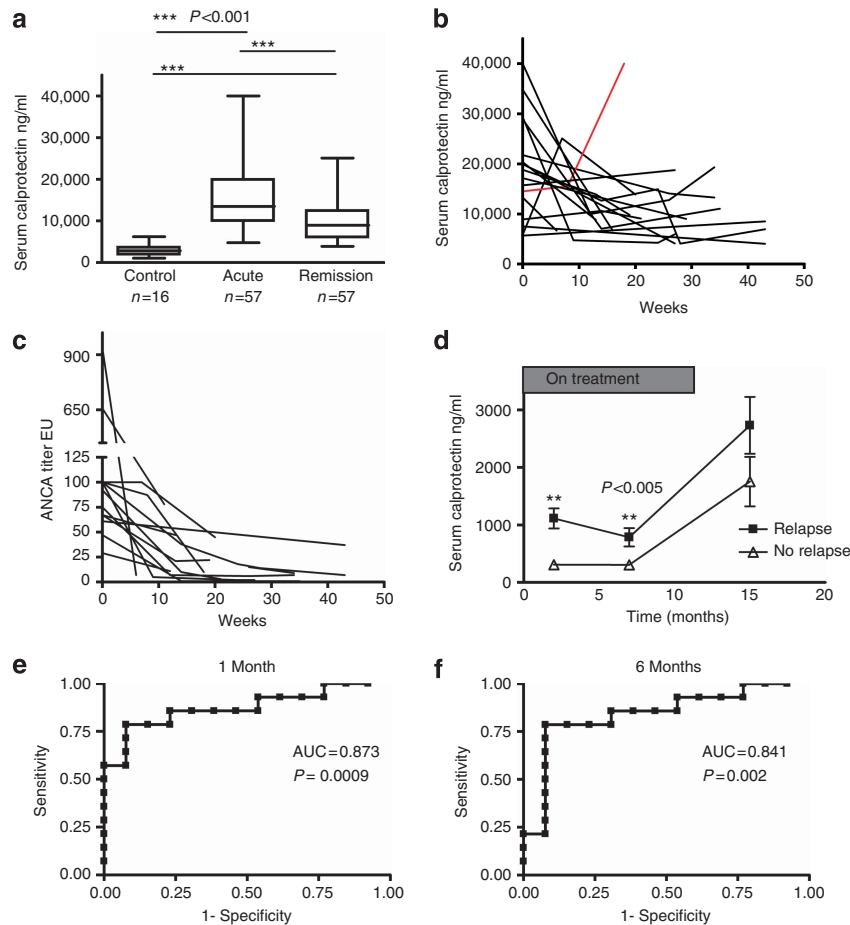 a
*** P<0.001
***
***
Serum calprotectin ng/ml
40,000
30,000
20,000
10,000
0
Control Acute Remission
n=16 n=57 n=57
b
Serum calprotectin ng/ml
40,000
30,000
20,000
10,000
0
0 10 20 30 40 50
Weeks
c
ANCA titer EU
900
650
125
100
75
50
25
0
0 10 20 30 40 50
Weeks
d
On treatment
Serum calprotectin ng/ml
3000
2000
1000
0
** P<0.005
**
Relapse
No relapse
0 5 10 15 20
Time (months)
e
1 Month
Sensitivity
1.00
0.75
0.50
0.25
0.00
AUC=0.873
P= 0.0009
0.00 0.25 0.50 0.75 1.00
1- Specificity
f
6 Months
Sensitivity
1.00
0.75
0.50
0.25
0.00
AUC=0.841
P=0.002
0.00 0.25 0.50 0.75 1.00
1- Specificity